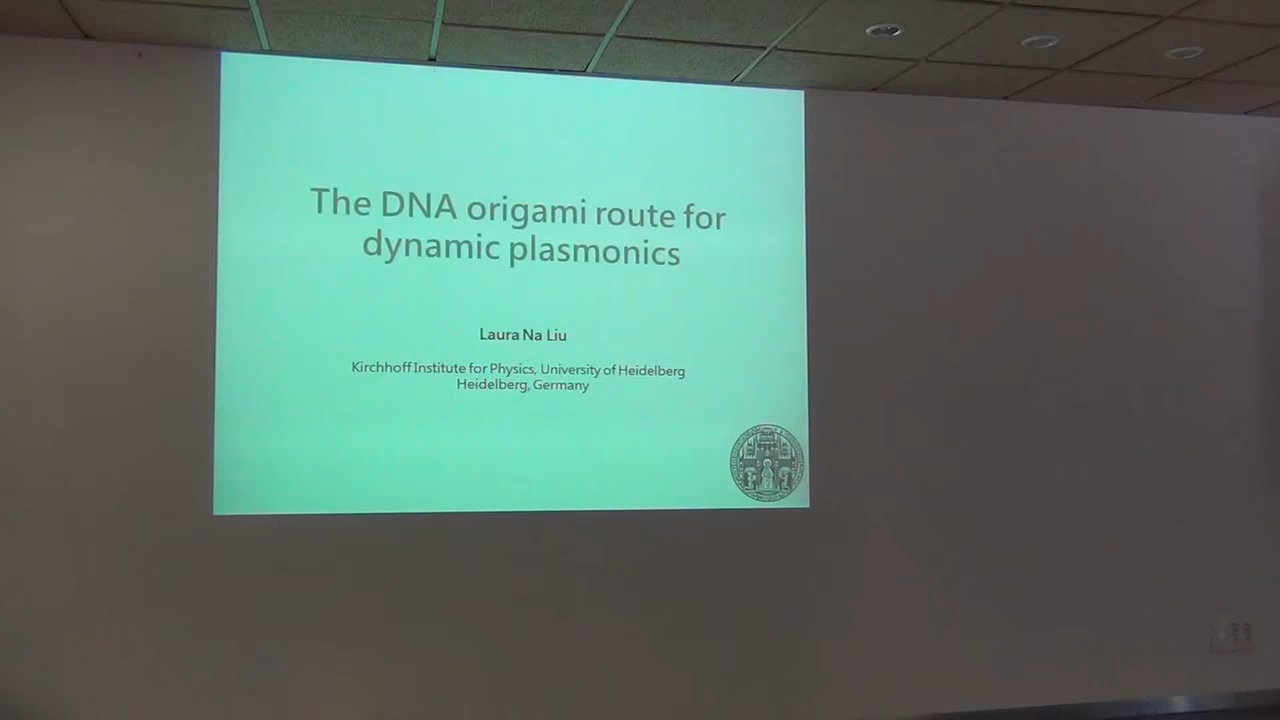 The DNA origami route for
dynamic plasmonics
Laura Na Liu
Kirchhoff Institute for Physics, University of Heidelberg
Heidelberg, Germany